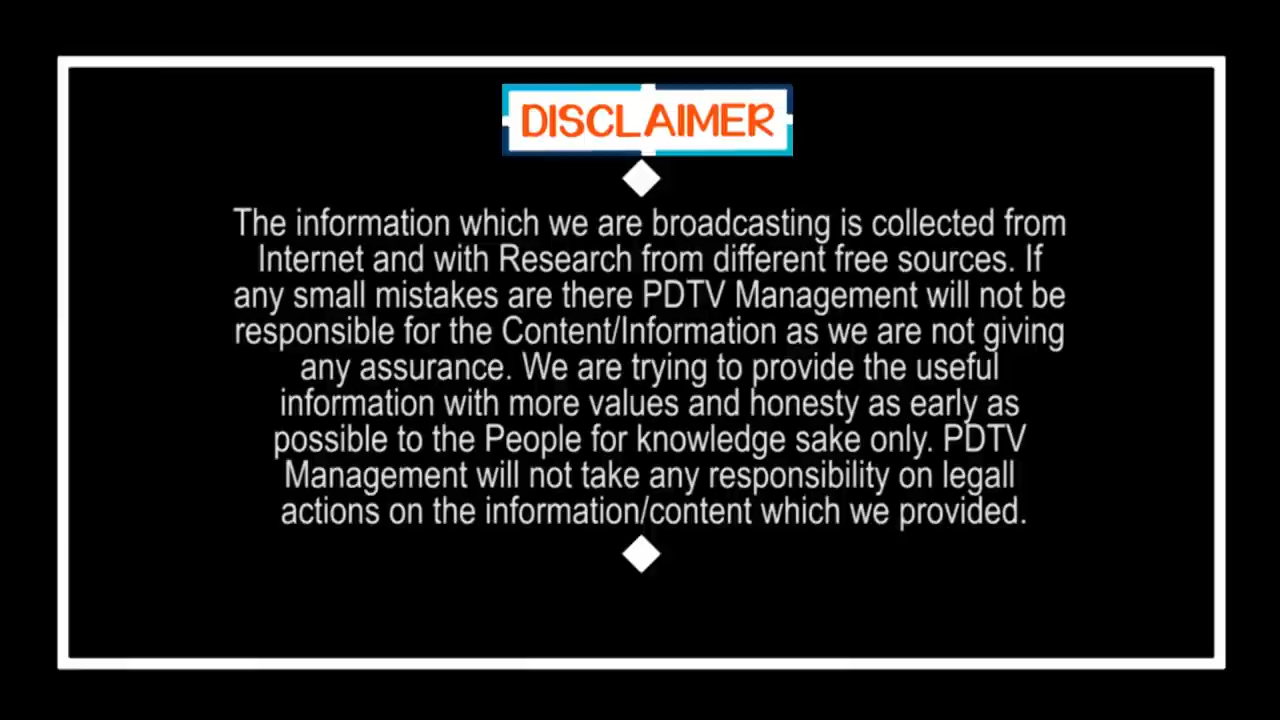 DISCLAIMER
The information which we are broadcasting is collected from
Internet and with Research from different free sources. If
any small mistakes are there PDTV Management will not be
responsible for the Content/Information as we are not giving
any assurance. We are trying to provide the useful
information with more values and honesty as early as
possible to the People for knowledge sake only. PDTV
Management will not take any responsibility on legall
actions on the information/content which we provided.